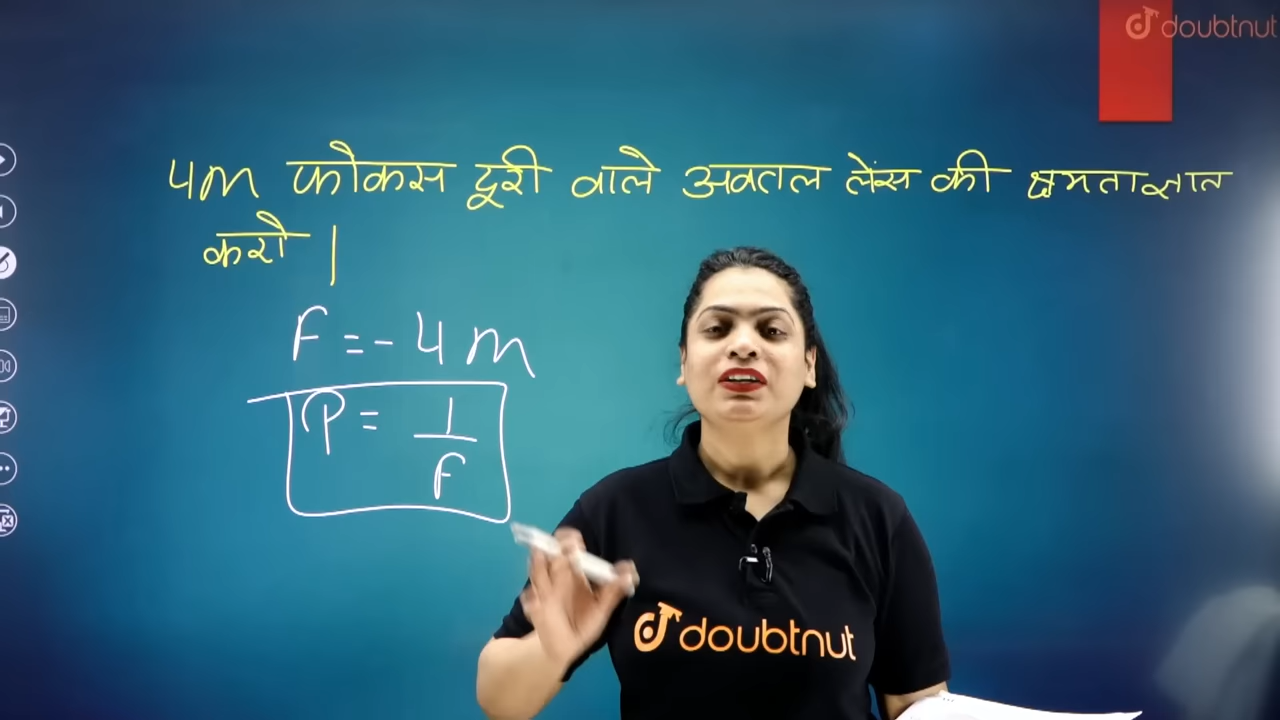 doubtnut
4m फोकस दूरी वाले अवतल लेंस की क्षमता ज्ञात
करो |
F = - 4 m
P = 1/F
doubtnut